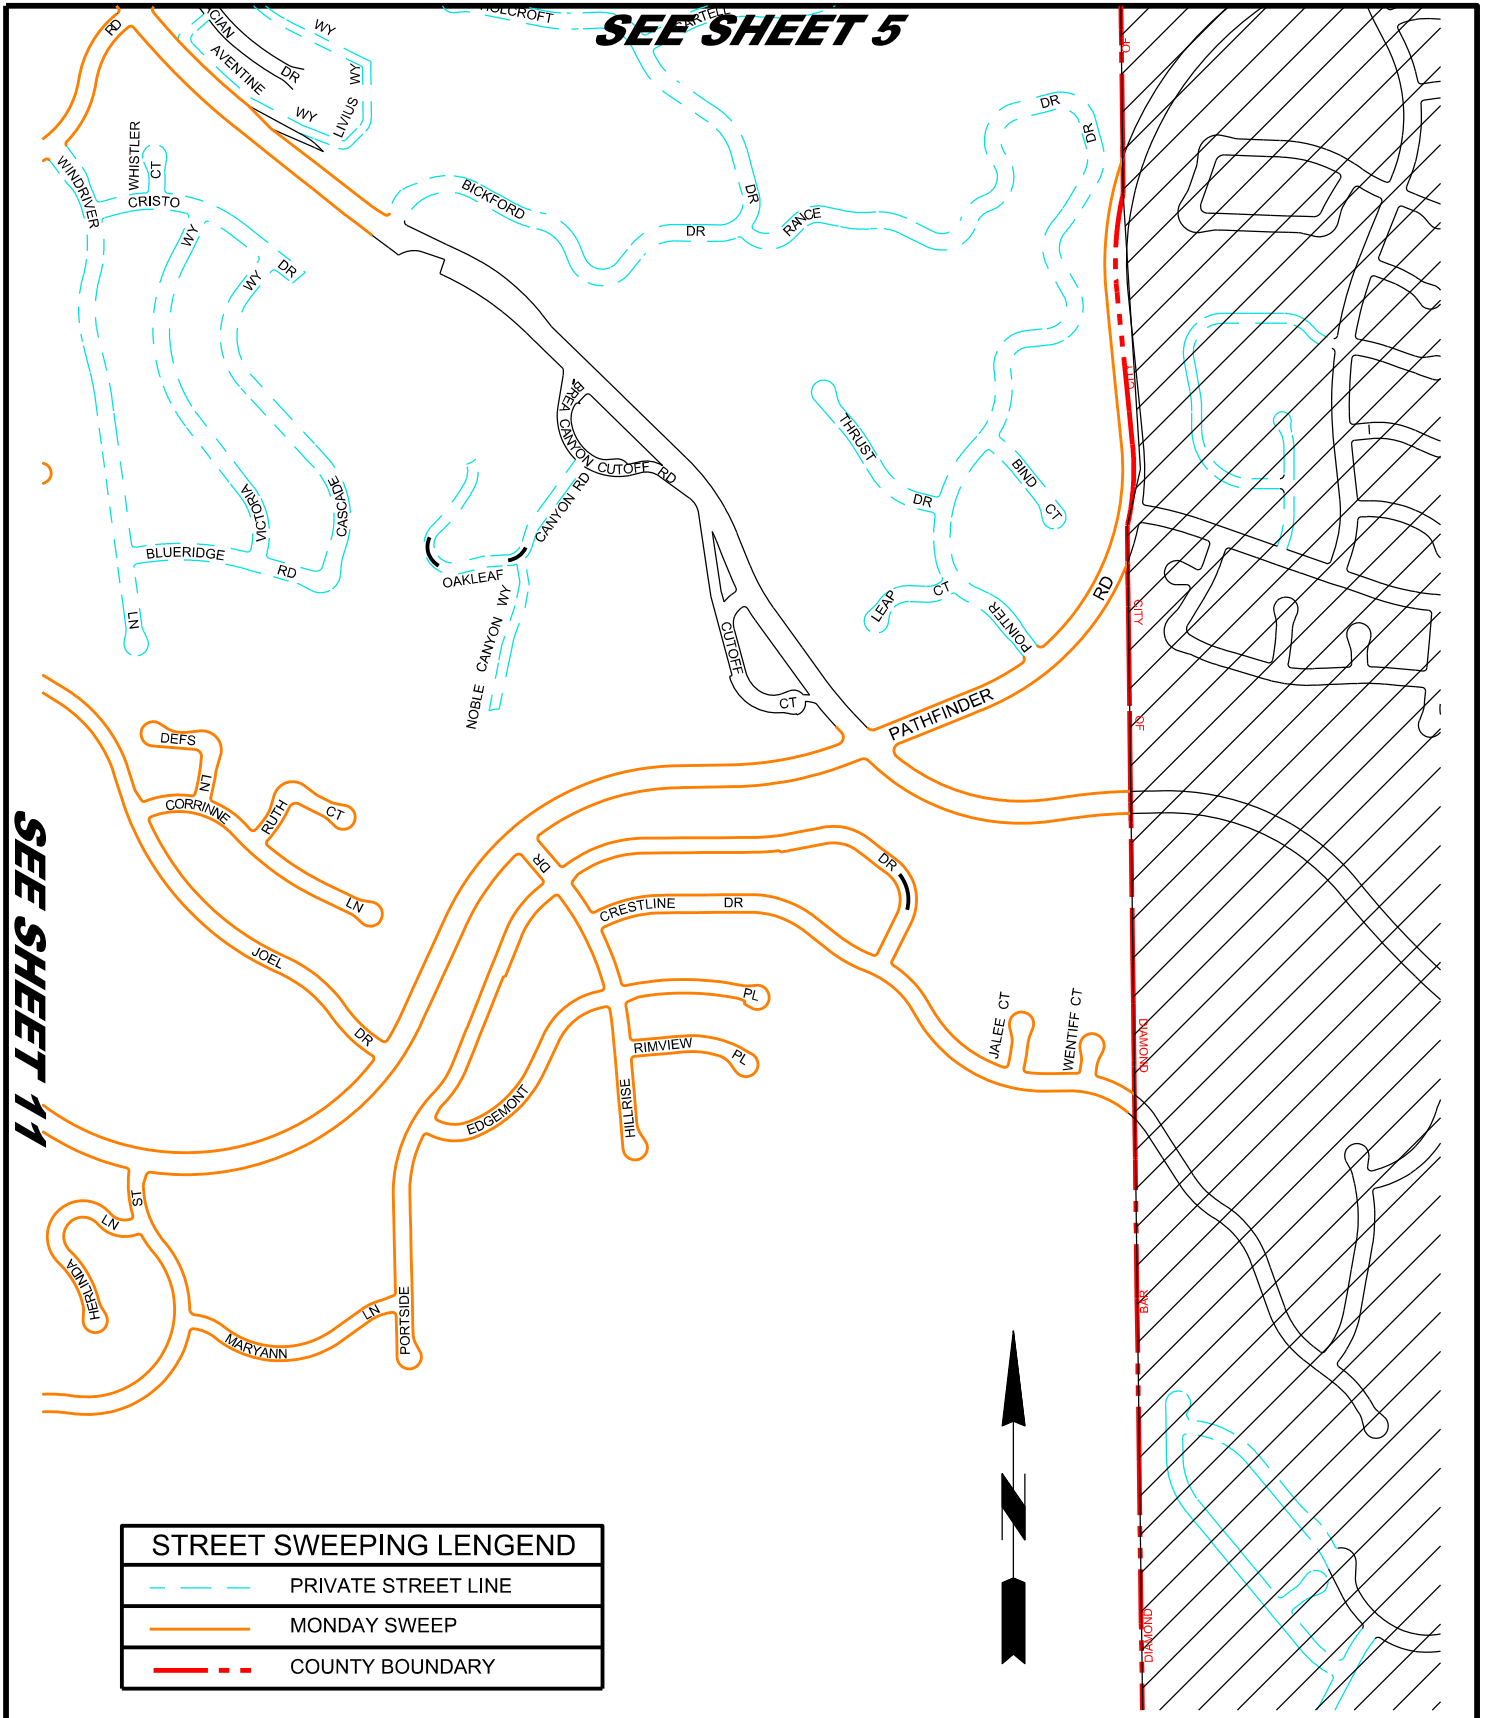 SEE SHEET 5
HOLCROFT
CARTELL
RD
WY
DR
AVENTINE
WY
LIVIUS WY
WHISTLER
CT
WINDRIVER
CRISTO
WY
WY
DR
BICKFORD
DR
DR
RANCE
DR
DR
OF
BREA CANYON CUTOFF RD
THRUST
DR
BIND
CT
VICTORIA
CASCADE
BLUERIDGE
RD
LN
CANYON RD
OAKLEAF
NOBLE CANYON WY
CUTOFF
CT
LEAP
CT
POINTER
PATHFINDER
RD
CITY
OF
DEFS
LN
CORRINNE
RUTH
CT
LN
JOEL
DR
SEE SHEET 11
DR
DR
CRESTLINE
DR
PL
RIMVIEW
PL
EDGEMONT
HILLRISE
JALEE CT
WENTIFF CT
DIAMOND
ST
LN
HERLINDA
MARYANN
LN
PORTSIDE
BAR
N
DIAMOND
STREET SWEEPING LENGEND
PRIVATE STREET LINE
MONDAY SWEEP
COUNTY BOUNDARY